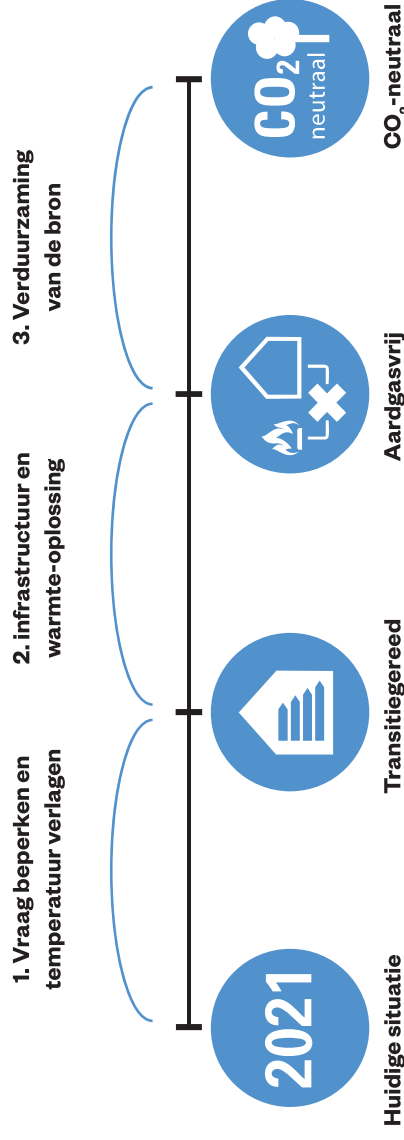 1. Vraag beperken en
temperatuur verlagen
2. infrastructuur en
warmte-oplossing
3. Verduurzaming
van de bron
2021
CO₂
neutraal
Huidige situatie
Transitiegereed
Aardgasvrij
CO₂-neutraal